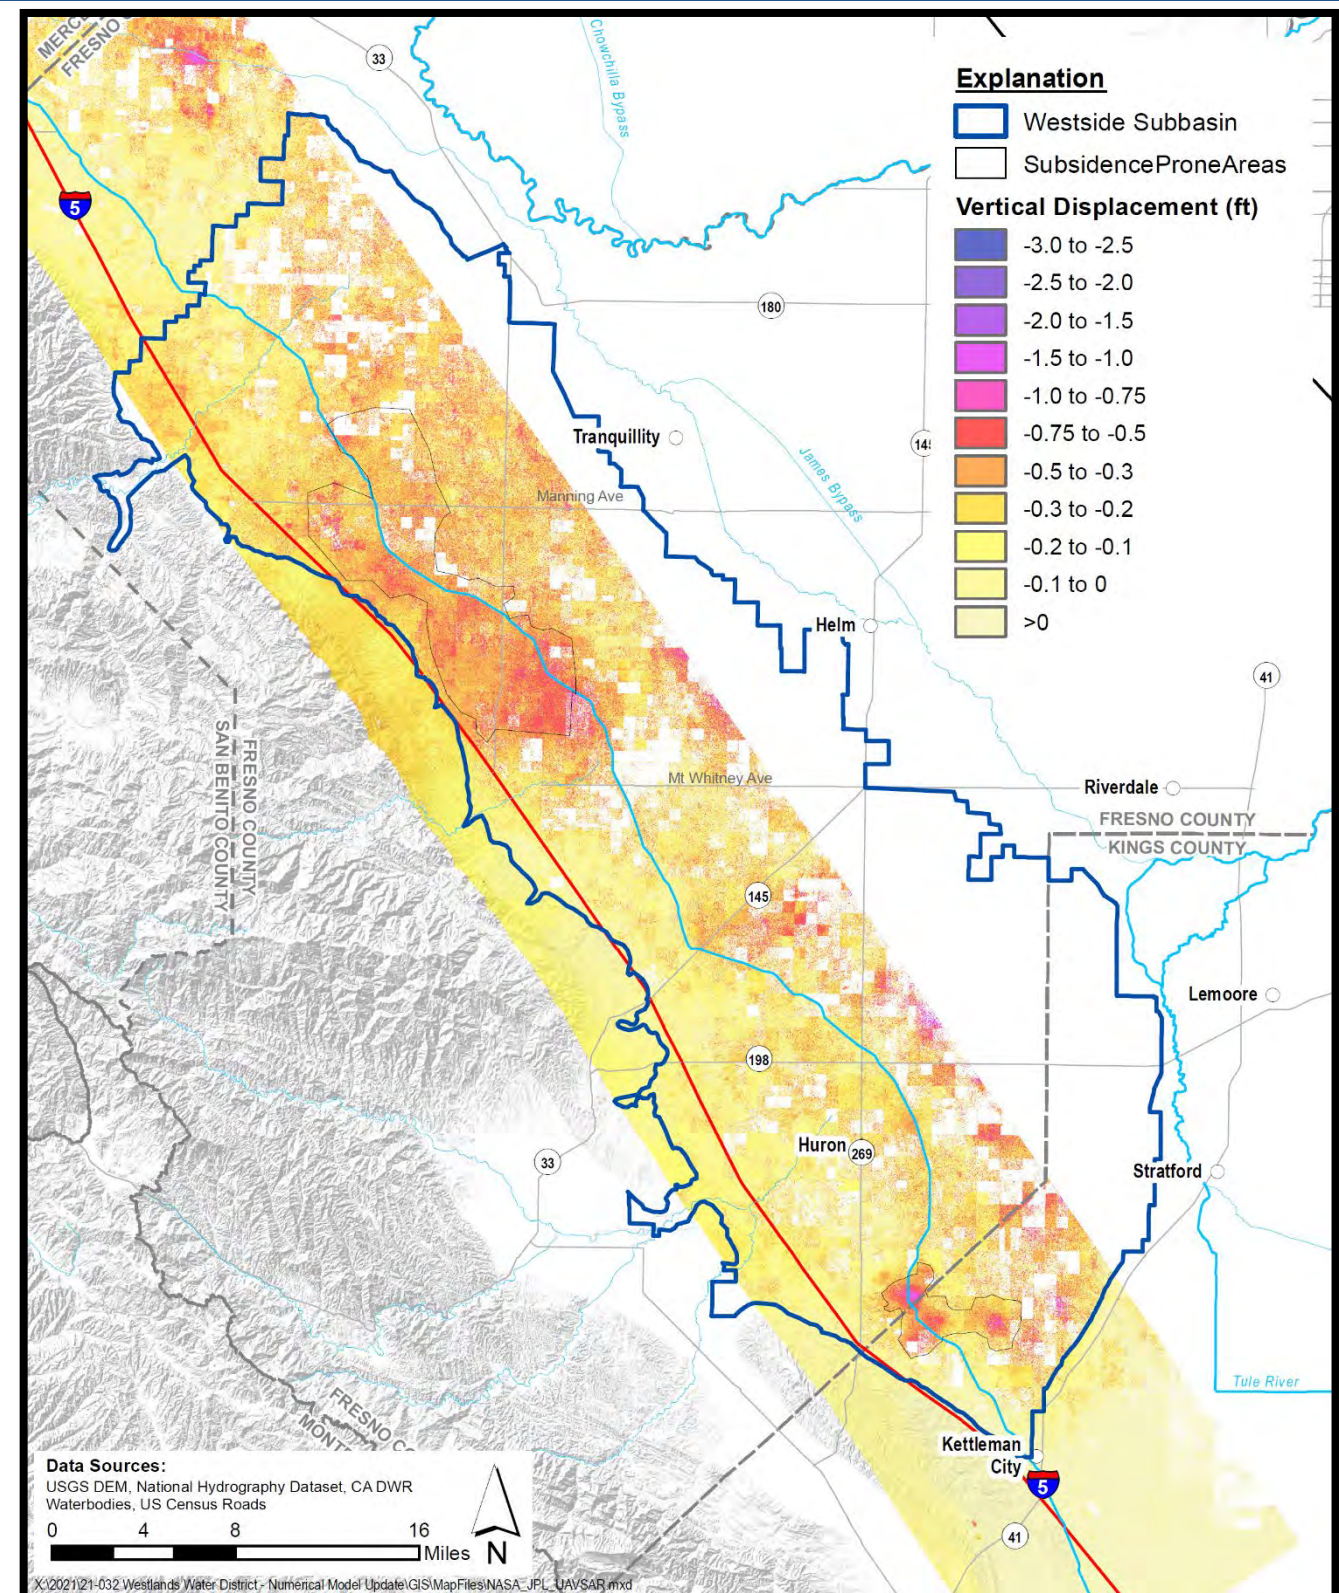 MERCE
FRESNO C
33
Chowchilla Bypass
5
180
Tranquillity
145
Manning Ave
James Bypass
Helm
41
SAN BENITO COUNTY
FRESNO COUNTY
Mt Whitney Ave
Riverdale
FRESNO COUNTY
KINGS COUNTY
145
Lemoore
198
Huron
269
33
Stratford
Tule River
FRESNO CO
MONT
Kettleman
City
5
41
Explanation
Westside Subbasin
SubsidenceProneAreas
Vertical Displacement (ft)
-3.0 to -2.5
-2.5 to -2.0
-2.0 to -1.5
-1.5 to -1.0
-1.0 to -0.75
-0.75 to -0.5
-0.5 to -0.3
-0.3 to -0.2
-0.2 to -0.1
-0.1 to 0
>0
Data Sources:
USGS DEM, National Hydrography Dataset, CA DWR
Waterbodies, US Census Roads
0 4 8 16
Miles N
X:\2021\21-032 Westlands Water District - Numerical Model Update\GIS\MapFiles\NASA_JPL_UAVSAR.mxd